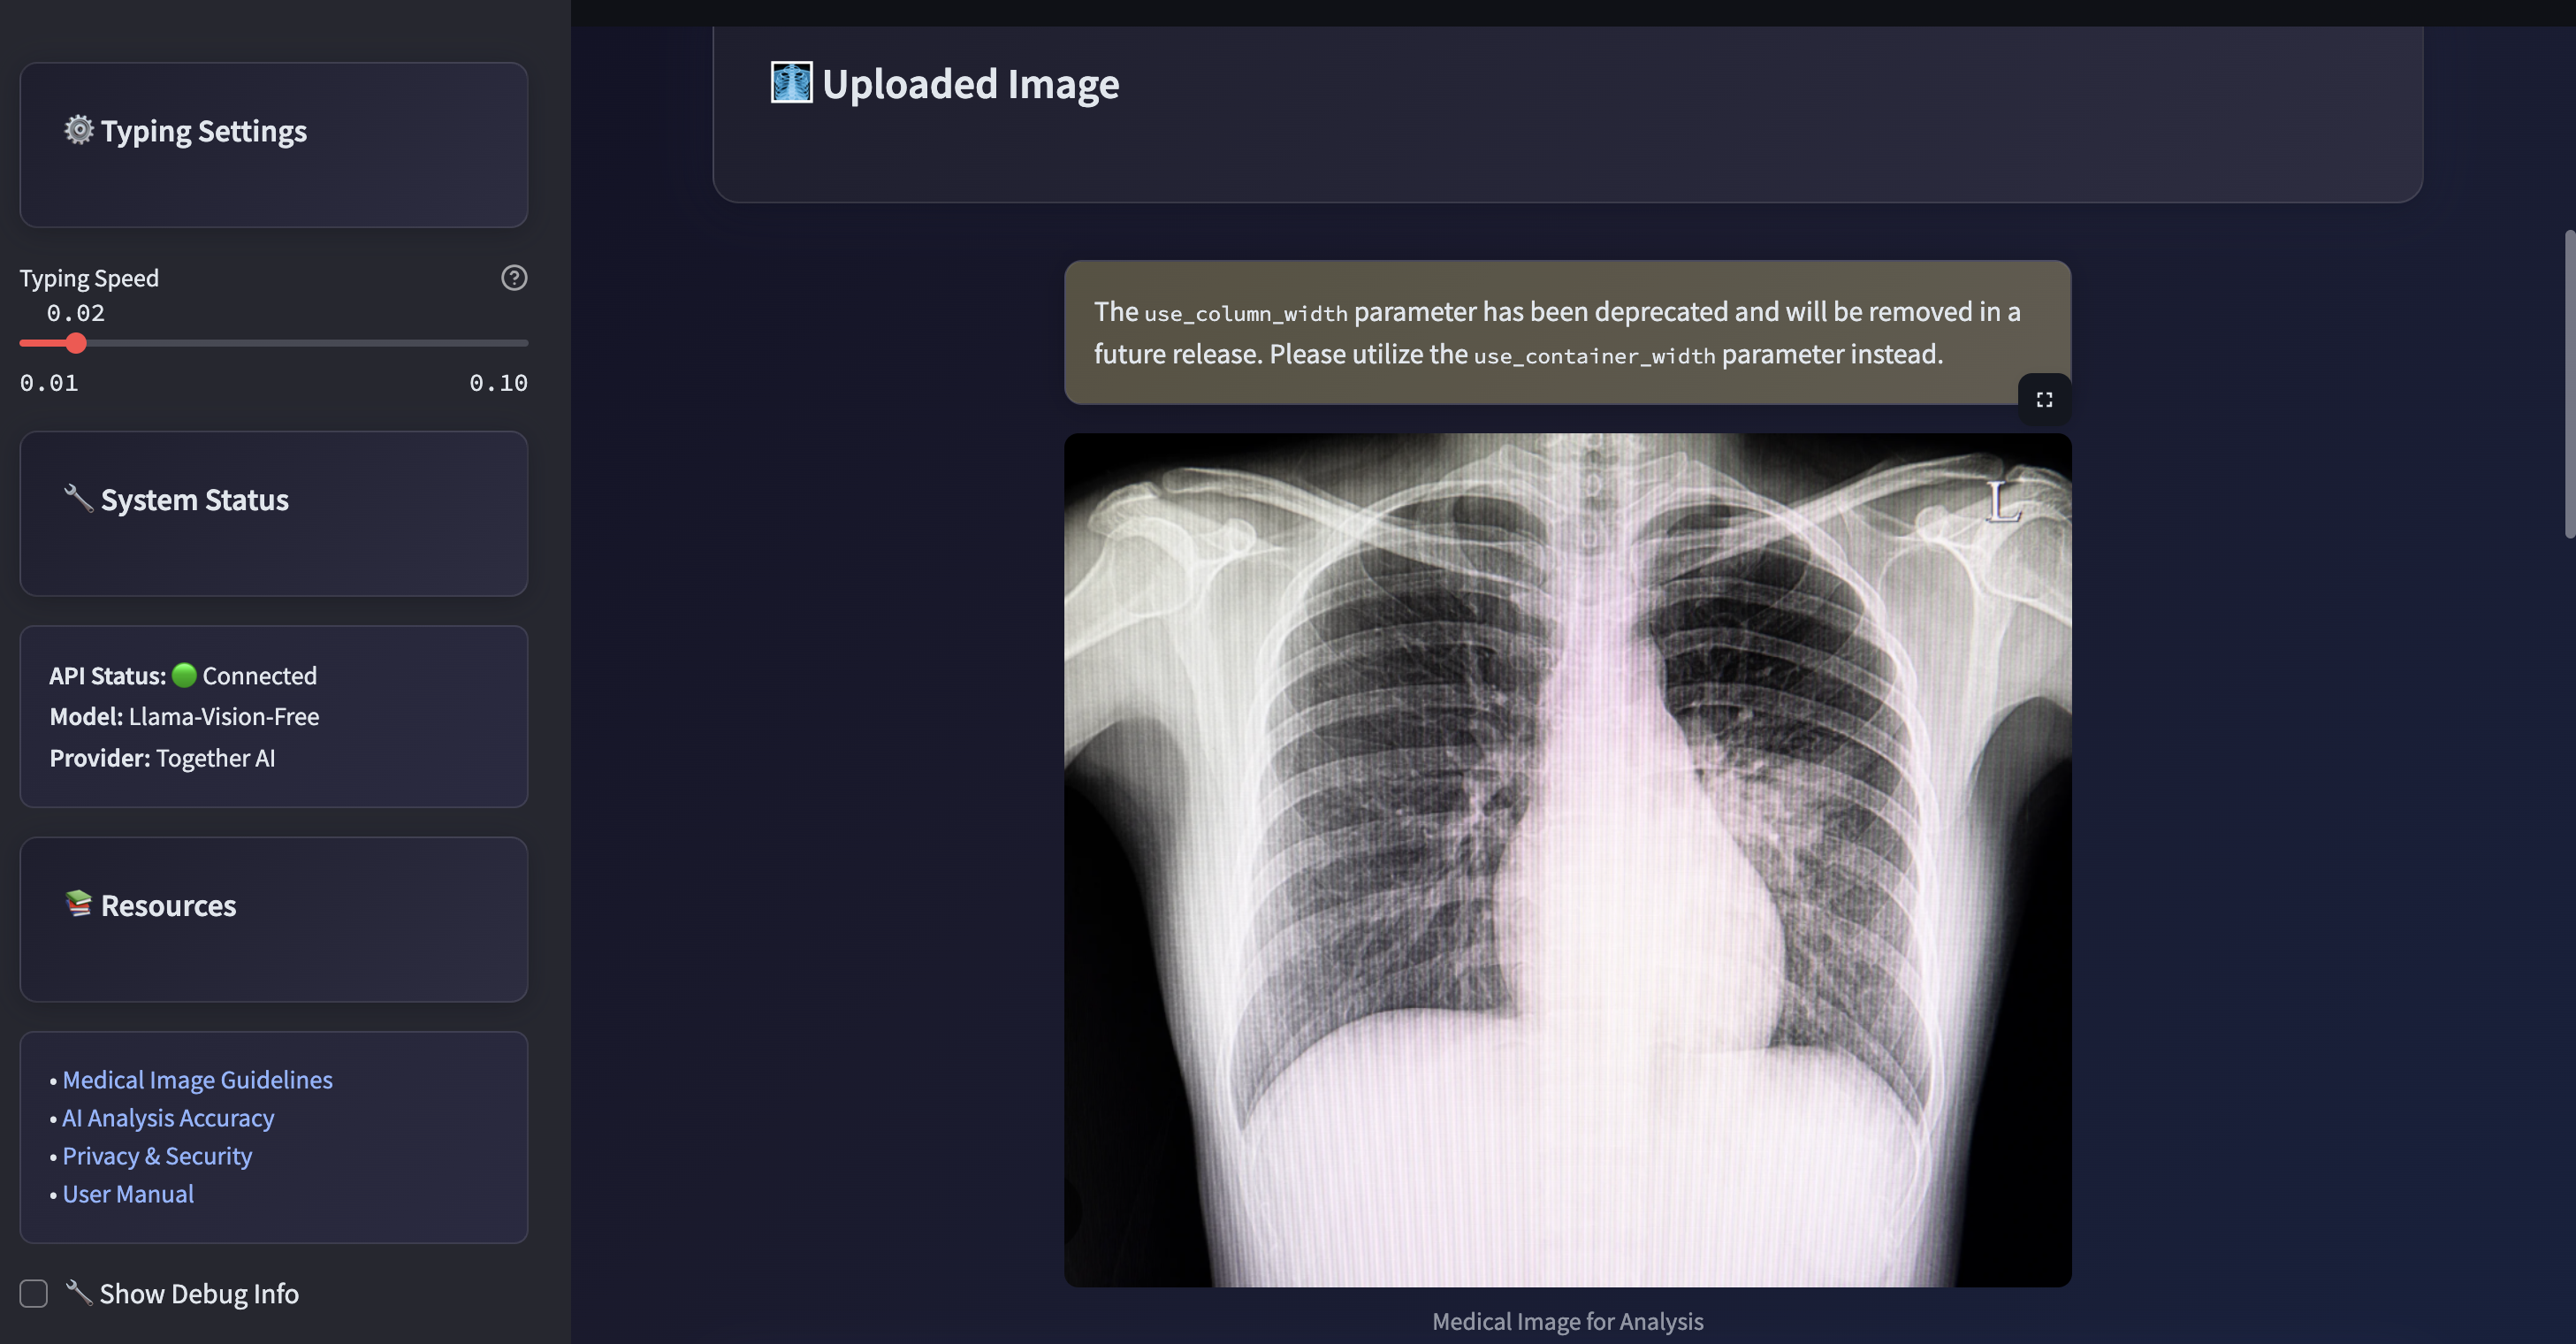 ⚙️ Typing Settings
Typing Speed
0.02
0.01 0.10
🔧 System Status
API Status: 🟢 Connected
Model: Llama-Vision-Free
Provider: Together AI
📚 Resources
• Medical Image Guidelines
• AI Analysis Accuracy
• Privacy & Security
• User Manual
🔧 Show Debug Info
🩻 Uploaded Image
The use_column_width parameter has been deprecated and will be removed in a
future release. Please utilize the use_container_width parameter instead.
L
Medical Image for Analysis